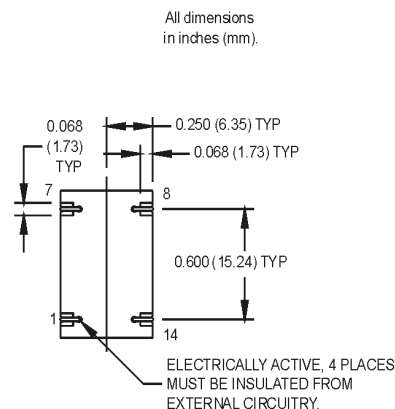 All dimensions
in inches (mm).
0.068
(1.73)
TYP
0.250 (6.35) TYP
0.068 (1.73) TYP
7
8
0.600 (15.24) TYP
1
14
ELECTRICALLY ACTIVE, 4 PLACES
MUST BE INSULATED FROM
EXTERNAL CIRCUITRY.